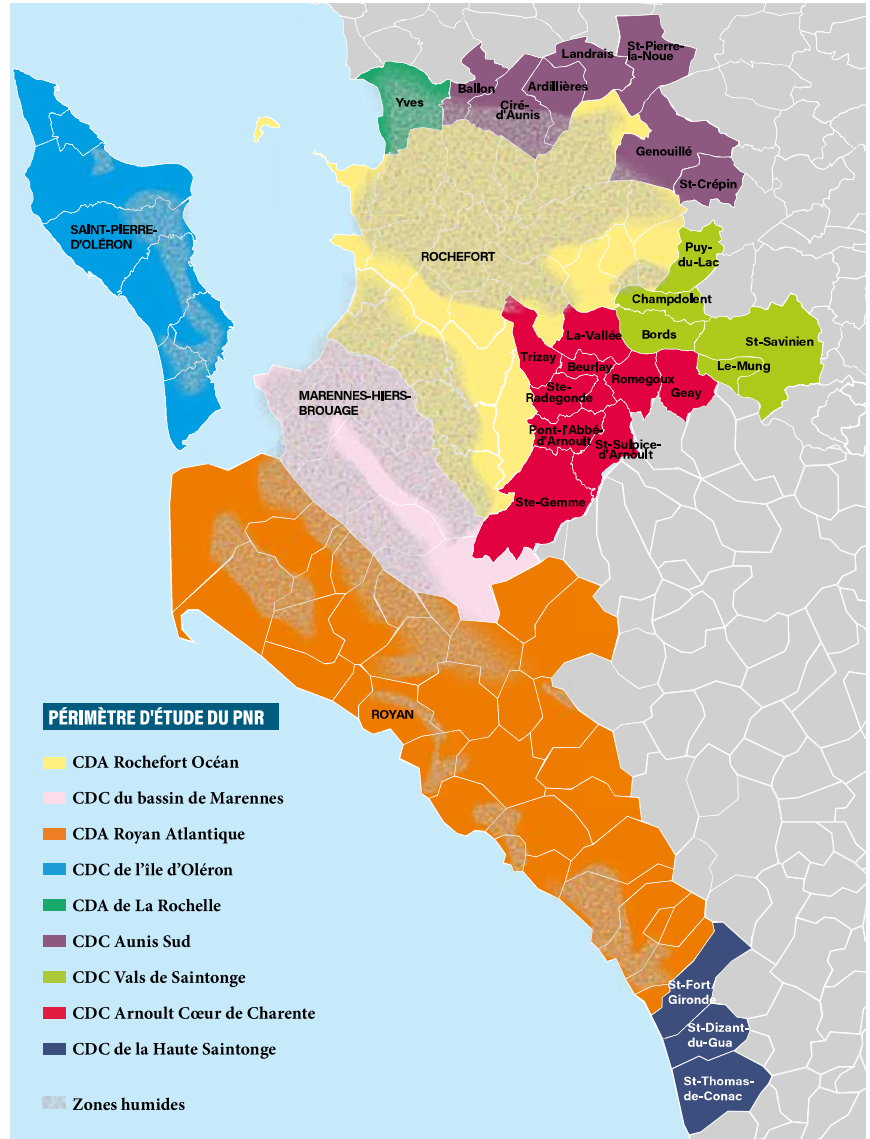 Landrais
St-Pierre-
la-Noue
Ballon
Ardillières
Yves
Ciré-
d'Aunis
Genouillé
St-Crépin
SAINT-PIERRE-
D'OLÉRON
ROCHEFORT
Puy-
du-Lac
Champdolent
La-Vallée
Bords
St-Savinien
Trizay
Beurlay
Le-Mung
Romegoux
Ste-
Radegonde
Geay
MARENNES-HIERS-
BROUAGE
Pont-l'Abbé-
d'Arnoult
St-Sulpice-
d'Arnoult
Ste-Gemme
ROYAN
PÉRIMÈTRE D'ÉTUDE DU PNR
CDA Rochefort Océan
CDC du bassin de Marennes
CDA Royan Atlantique
CDC de l'île d'Oléron
CDA de La Rochelle
CDC Aunis Sud
CDC Vals de Saintonge
CDC Arnoult Cœur de Charente
CDC de la Haute Saintonge
Zones humides
St-Fort
Gironde
St-Dizant-
du-Gua
St-Thomas-
de-Conac